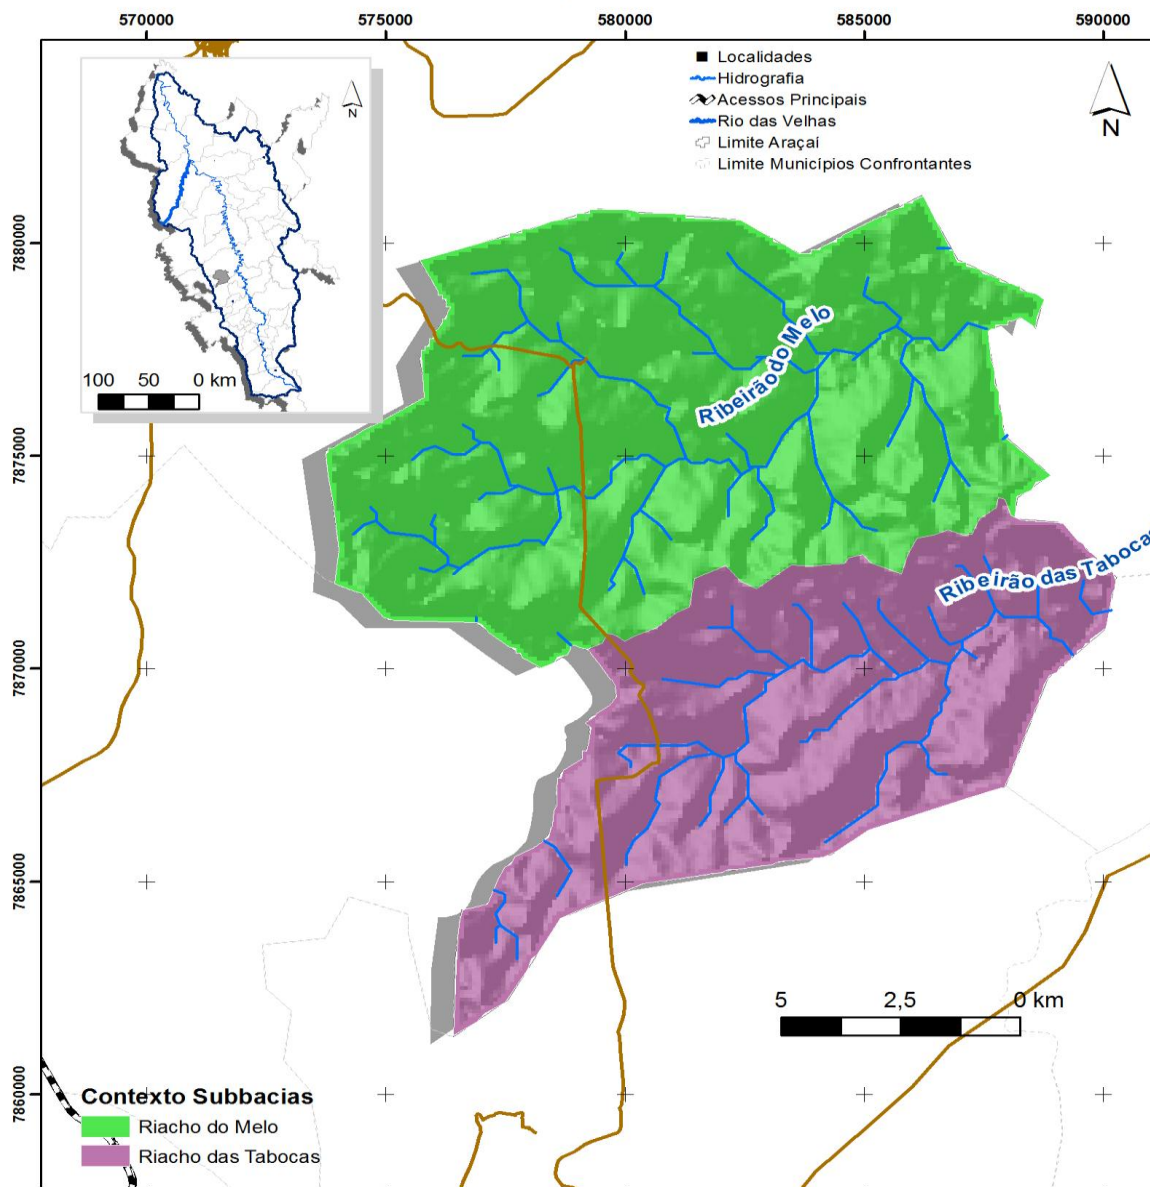 570000 575000 580000 585000 590000
Localidades
Hidrografia
Acessos Principais
Rio das Velhas
Limite Araçaí
Limite Municípios Confrontantes
N
N
100 50 0 km
7880000
7875000
7870000
7865000
7860000
Ribeirão do Melo
Ribeirão das Tabocas
5 2,5 0 km
Contexto Subbacias
Riacho do Melo
Riacho das Tabocas